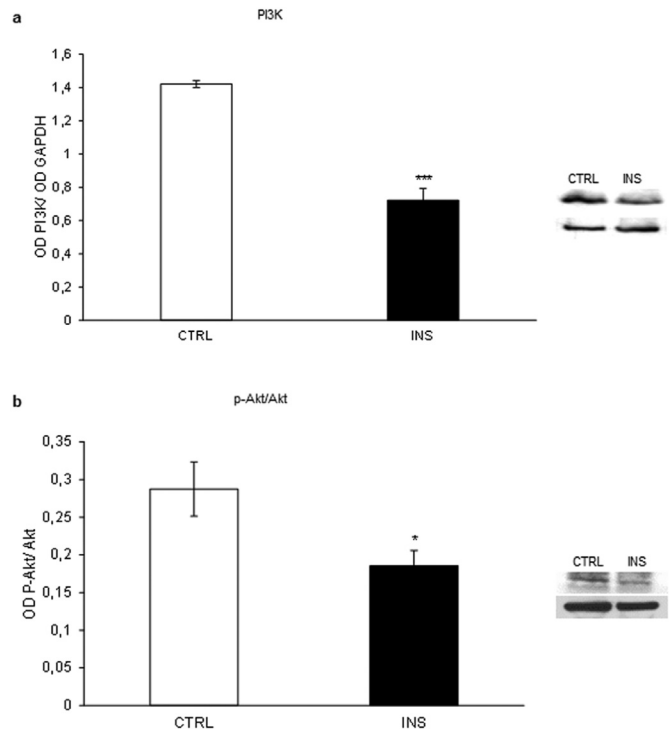 a
PI3K
OD PI3K/ OD GAPDH
1,6
1,4
1,2
1
0,8
0,6
0,4
0,2
0
***
CTRL
INS
CTRL INS
b
p-Akt/Akt
OD P-Akt/ Akt
0,35
0,3
0,25
0,2
0,15
0,1
0,05
0
*
CTRL
INS
CTRL INS